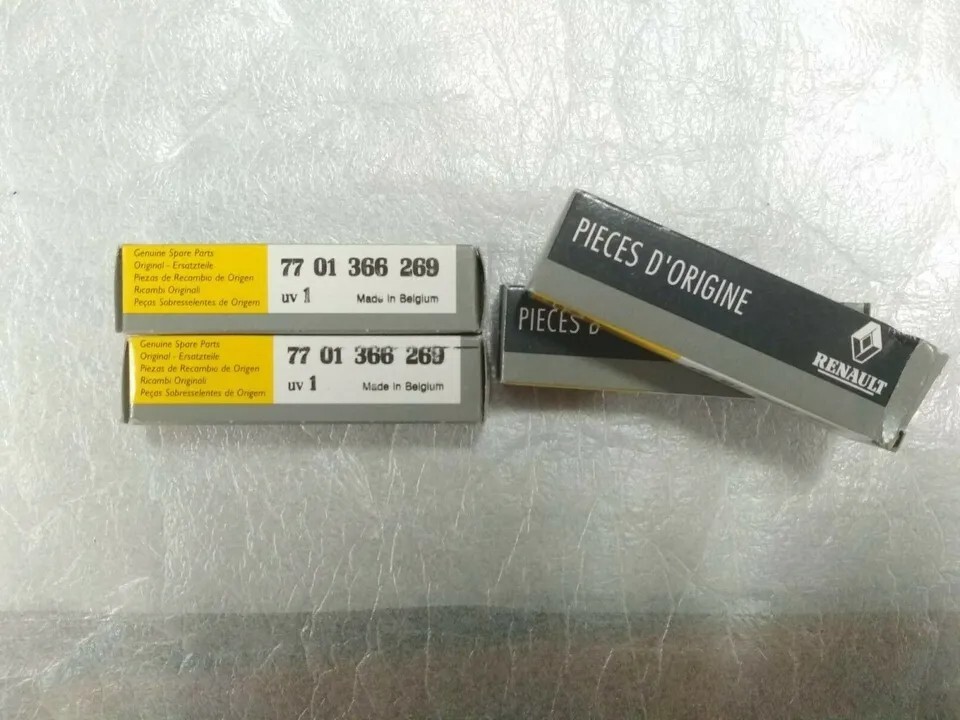 Genuine Spare Parts
Original - Ersatzteile
Piezas de Recambio de Origen
Ricambi Originali
Peças Sobresselentes de Origem
77 01 366 269
uv 1 Made in Belgium
Genuine Spare Parts
Original - Ersatzteile
Piezas de Recambio de Origen
Ricambi Originali
Peças Sobresselentes de Origem
77 01 366 269
uv 1 Made in Belgium
PIECES D'ORIGINE
RENAULT
PIECES D